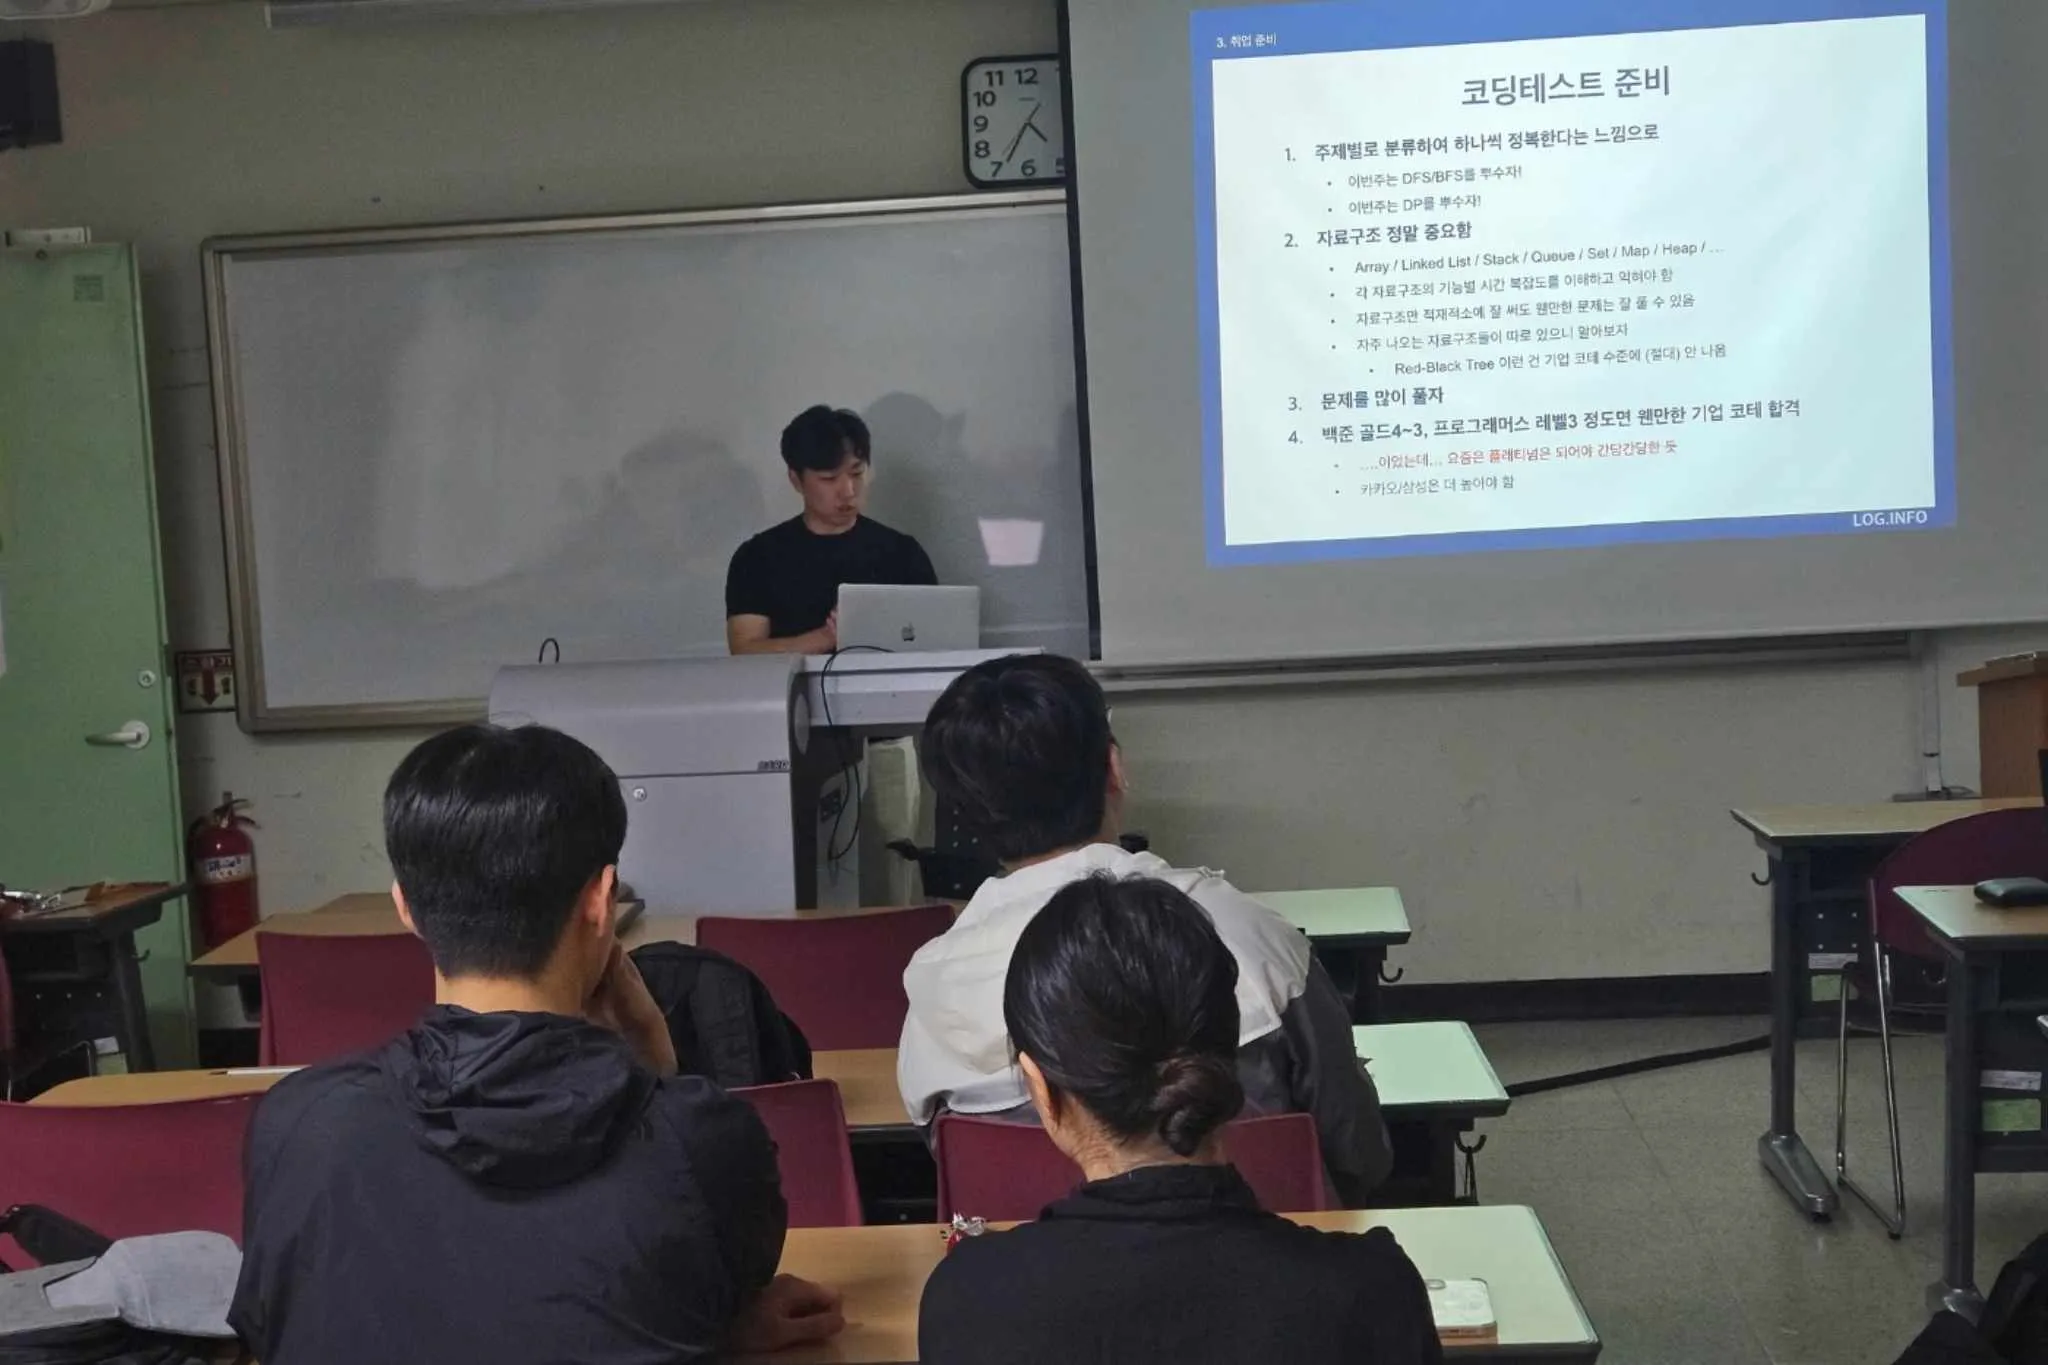 11 12
10
9
8
7 6 5
3. 취업 준비
코딩테스트 준비
1. 주제별로 분류하여 하나씩 정복한다는 느낌으로
• 이번주는 DFS/BFS를 뿌수자!
• 이번주는 DP를 뿌수자!
2. 자료구조 정말 중요함
• Array / Linked List / Stack / Queue / Set / Map / Heap / …
• 각 자료구조의 기능별 시간 복잡도를 이해하고 익혀야 함
• 자료구조만 적재적소에 잘 써도 웬만한 문제는 잘 풀 수 있음
• 자주 나오는 자료구조들이 따로 있으니 알아보자
• Red-Black Tree 이런 건 기업 코테 수준에 (절대) 안 나옴
3. 문제를 많이 풀자
4. 백준 골드4~3, 프로그래머스 레벨3 정도면 웬만한 기업 코테 합격
• ….이었는데… 요즘은 플래티넘은 되어야 간당간당한 듯
• 카카오/삼성은 더 높아야 함
LOG.INFO